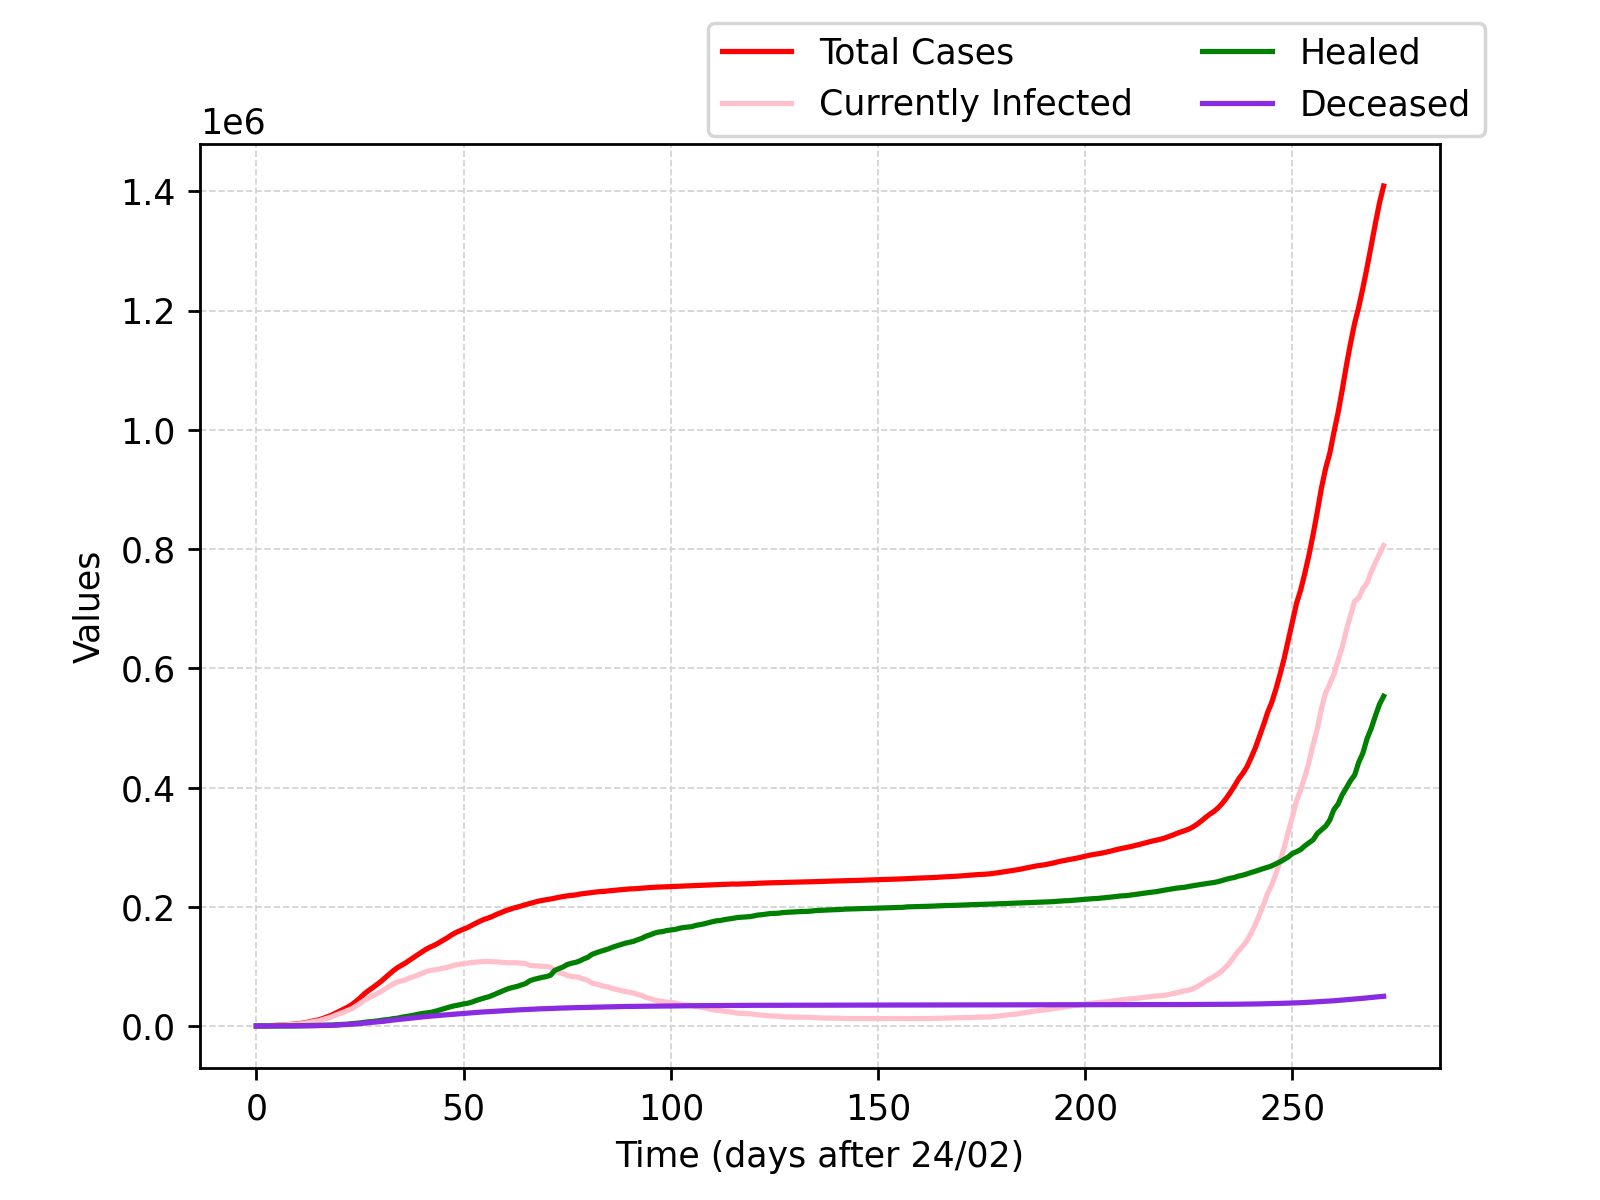 Total Cases
Currently Infected
Healed
Deceased
1e6
1.4
1.2
1.0
0.8
0.6
0.4
0.2
0.0
Values
0 50 100 150 200 250
Time (days after 24/02)